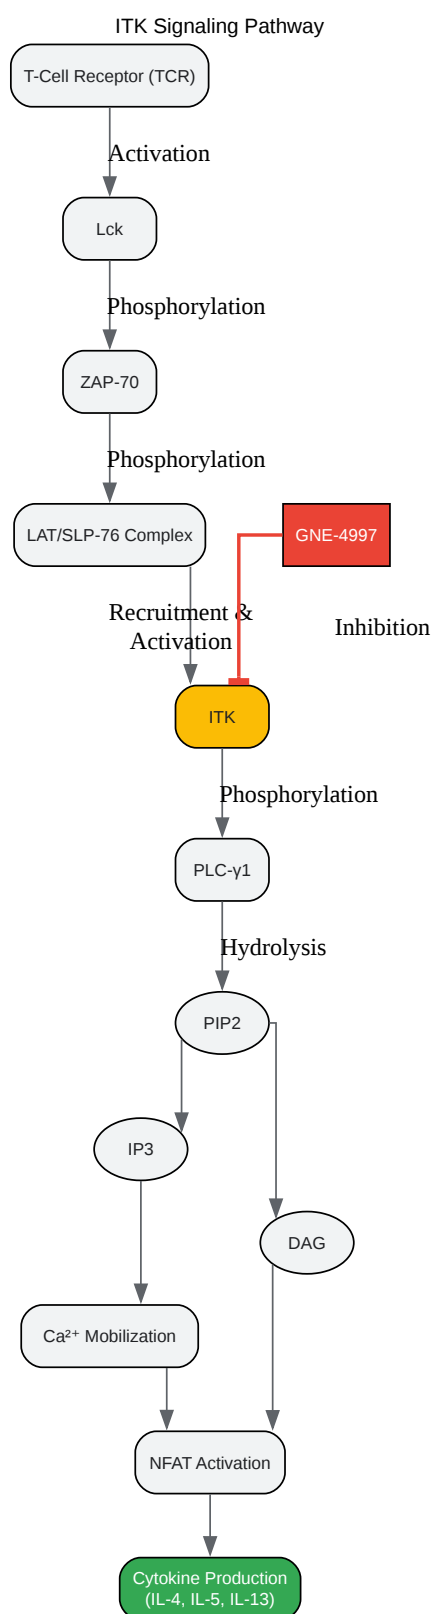 ITK Signaling Pathway
T-Cell Receptor (TCR)
Activation
Lck
Phosphorylation
ZAP-70
Phosphorylation
LAT/SLP-76 Complex
GNE-4997
Recruitment &
Activation
Inhibition
ITK
Phosphorylation
PLC-γ1
Hydrolysis
PIP2
IP3
DAG
Ca²⁺ Mobilization
NFAT Activation
Cytokine Production
(IL-4, IL-5, IL-13)